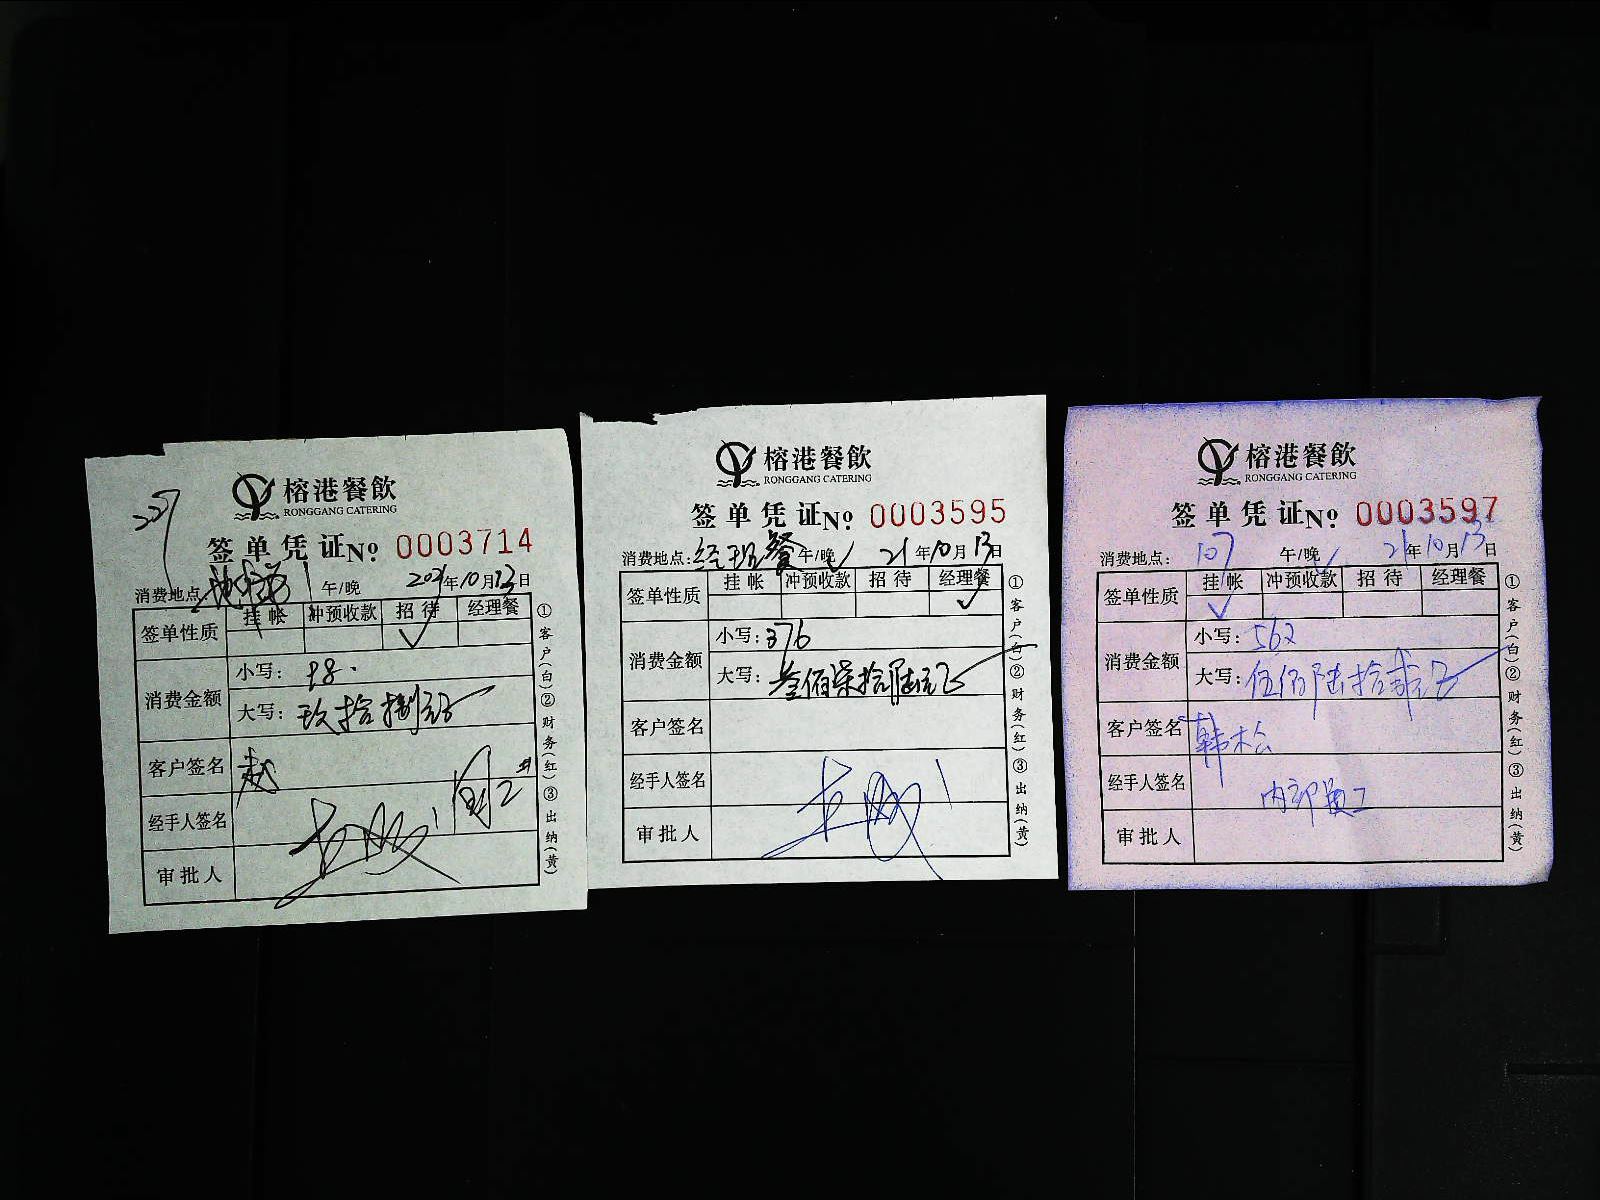 榕港餐飲
RONGGANG CATERING
签单凭证 No 0003714
消费地点: 午/晚 2021年10月13日
签单性质 挂帐 冲预收款 招待 经理餐
✓
消费金额 小写: 98.
大写: 玖拾捌元正
客户签名
经手人签名
审批人
①客户(白)②财务(红)③出纳(黄)
榕港餐飲
RONGGANG CATERING
签单凭证 No 0003595
消费地点: 经理餐 午/晚✓ 21年10月13日
签单性质 挂帐 冲预收款 招待 经理餐
✓
消费金额 小写: 376
大写: 叁佰柒拾陆元正
客户签名
经手人签名
审批人
①客户(白)②财务(红)③出纳(黄)
榕港餐飲
RONGGANG CATERING
签单凭证 No 0003597
消费地点: 107 午/晚✓ 21年10月13日
签单性质 挂帐 冲预收款 招待 经理餐
✓
消费金额 小写: 562
大写: 伍佰陆拾贰元正
客户签名 韩松
经手人签名 内部员工
审批人
①客户(白)②财务(红)③出纳(黄)